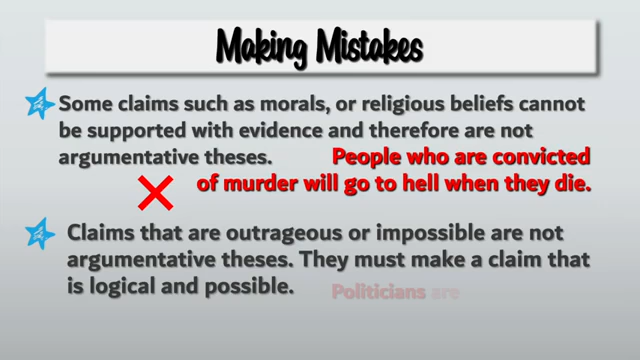 Making Mistakes
Some claims such as morals, or religious beliefs cannot
be supported with evidence and therefore are not
argumentative theses. People who are convicted
of murder will go to hell when they die.
Claims that are outrageous or impossible are not
argumentative theses. They must make a claim that
is logical and possible. Politicians are